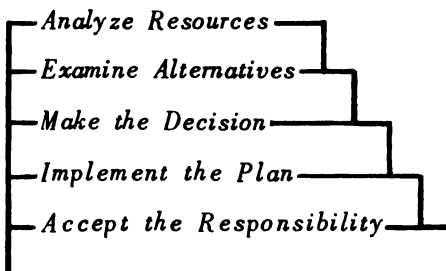 Analyze Resources
Examine Alternatives
Make the Decision
Implement the Plan
Accept the Responsibility